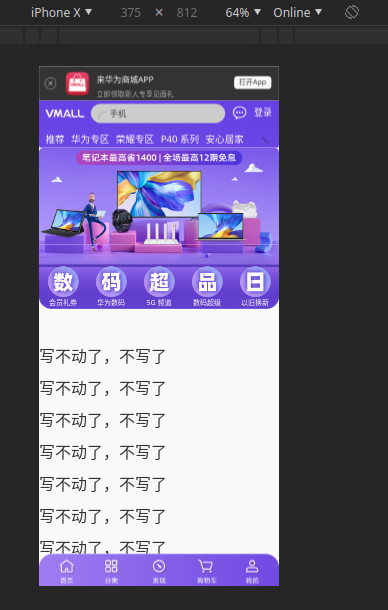 iPhone X 375 × 812 64% Online
来华为商城APP
立即领取新人专享见面礼
打开App
VMALL 手机 登录
推荐 华为专区 荣耀专区 P40 系列 安心居家
笔记本最高省1400 | 全场最高12期免息
数 码 超 品 日
会员礼券 华为数码 5G 频道 数码超级 以旧换新
写不动了，不写了
写不动了，不写了
写不动了，不写了
写不动了，不写了
写不动了，不写了
写不动了，不写了
写不动了，不写了
首页 分类 发现 购物车 我的